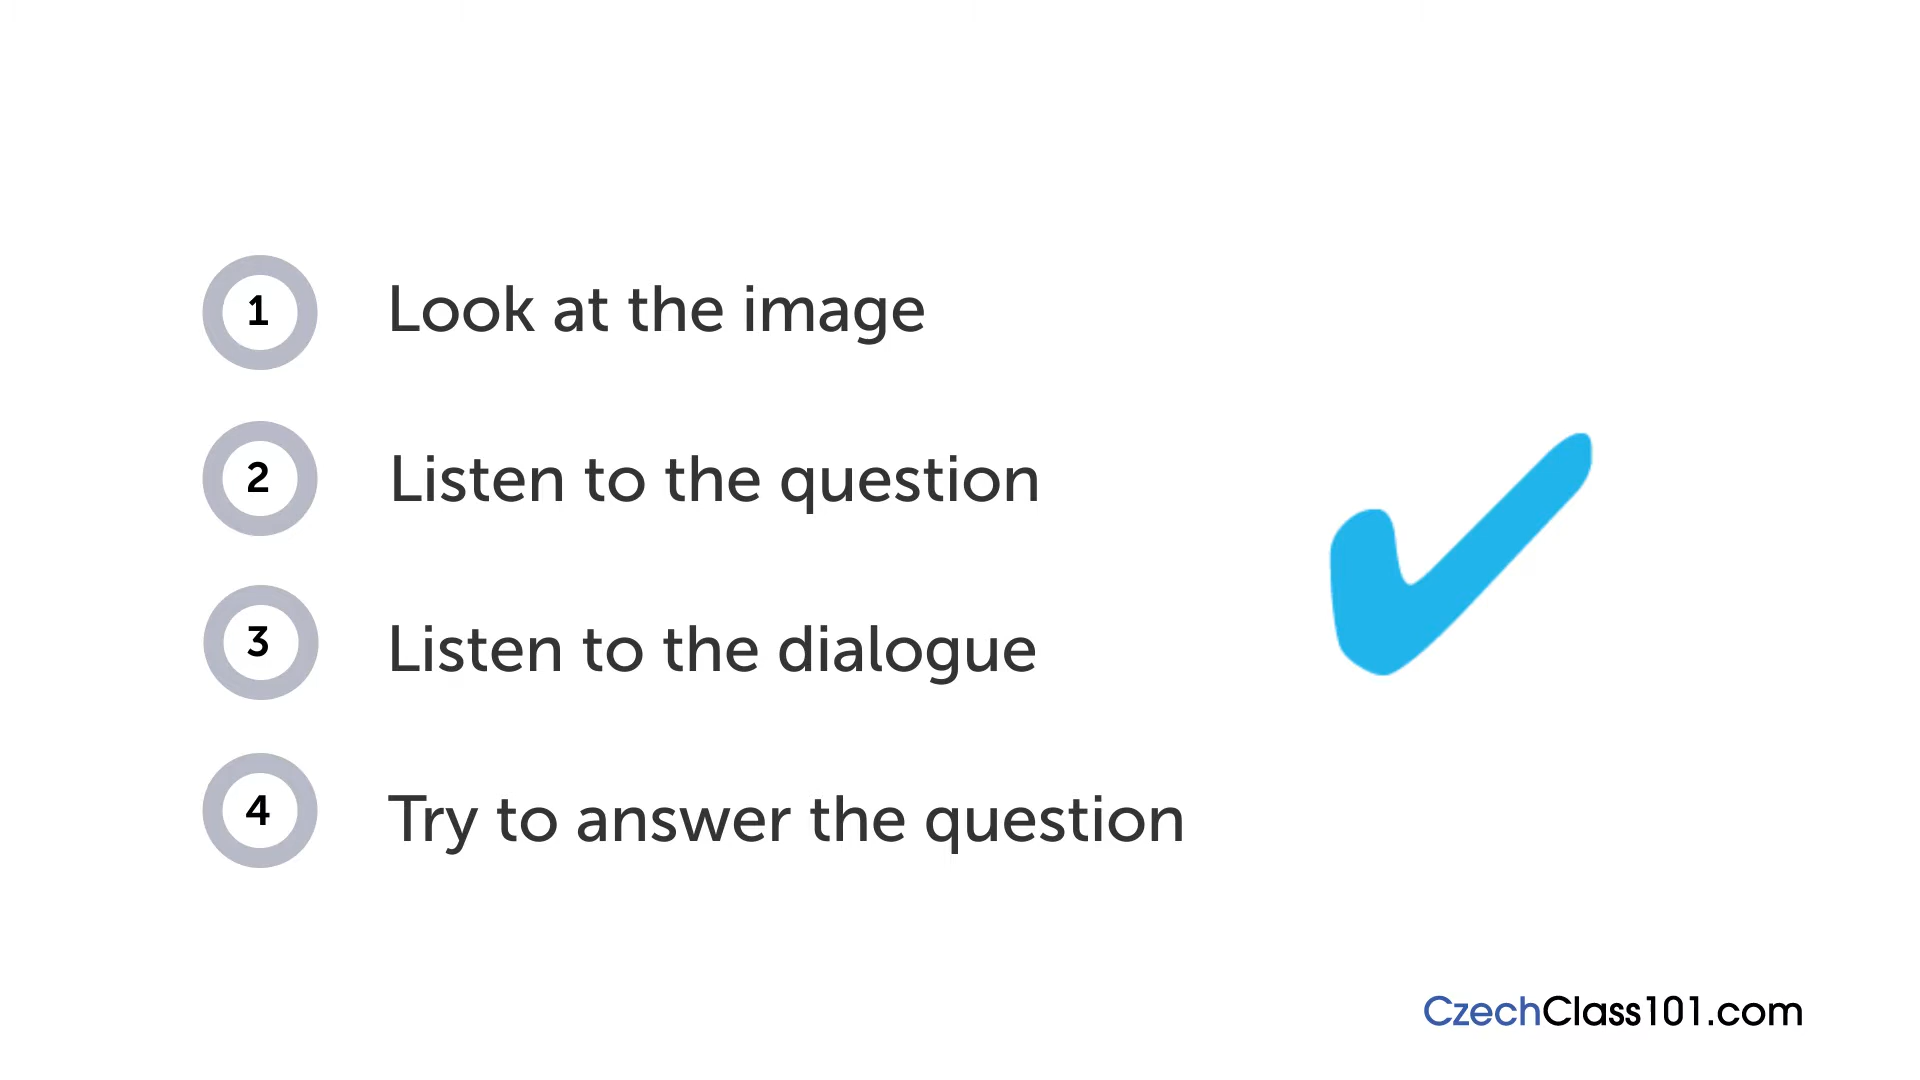 1 Look at the image
2 Listen to the question
3 Listen to the dialogue
4 Try to answer the question
CzechClass101.com